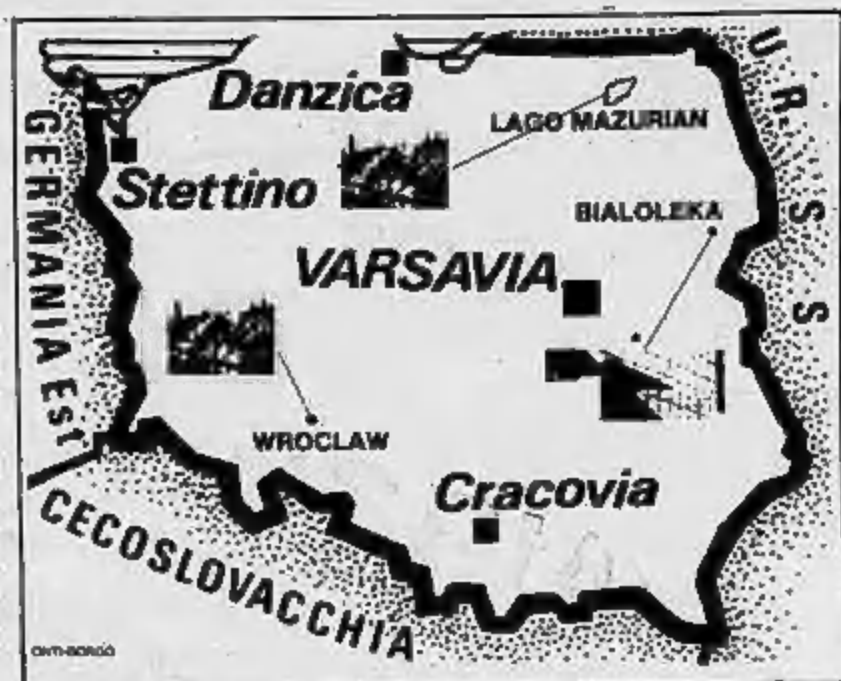 U.R.S.S
Danzica
LAGO MAZURIAN
GERMANIA Est
Stettino
BIALOLEKA
VARSAVIA
WROCLAW
Cracovia
CECOSLOVACCHIA